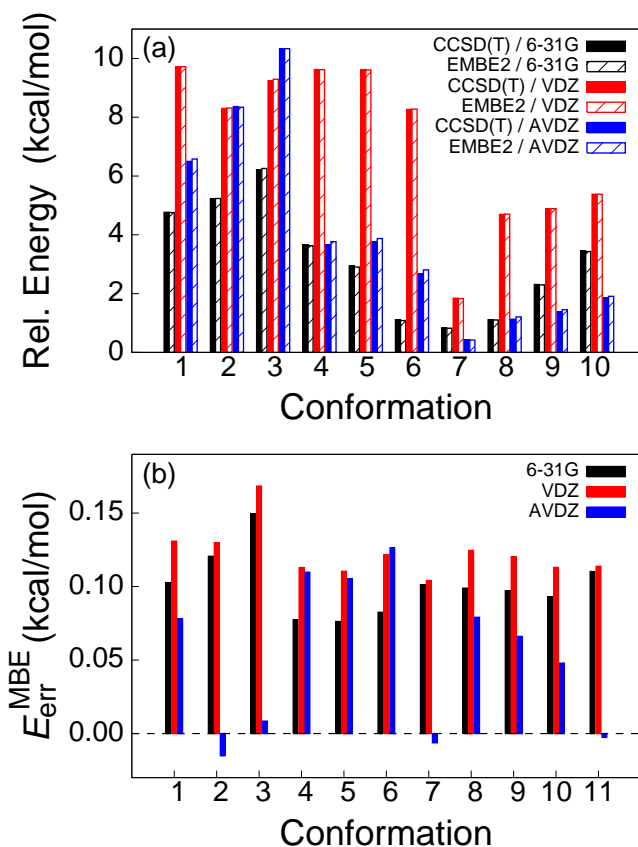 (a)
CCSD(T) / 6-31G
EMBE2 / 6-31G
CCSD(T) / VDZ
EMBE2 / VDZ
CCSD(T) / AVDZ
EMBE2 / AVDZ
Rel. Energy (kcal/mol)
10
8
6
4
2
0
1 2 3 4 5 6 7 8 9 10
Conformation
(b)
6-31G
VDZ
AVDZ
E_err^MBE (kcal/mol)
0.15
0.10
0.05
0.00
1 2 3 4 5 6 7 8 9 10 11
Conformation